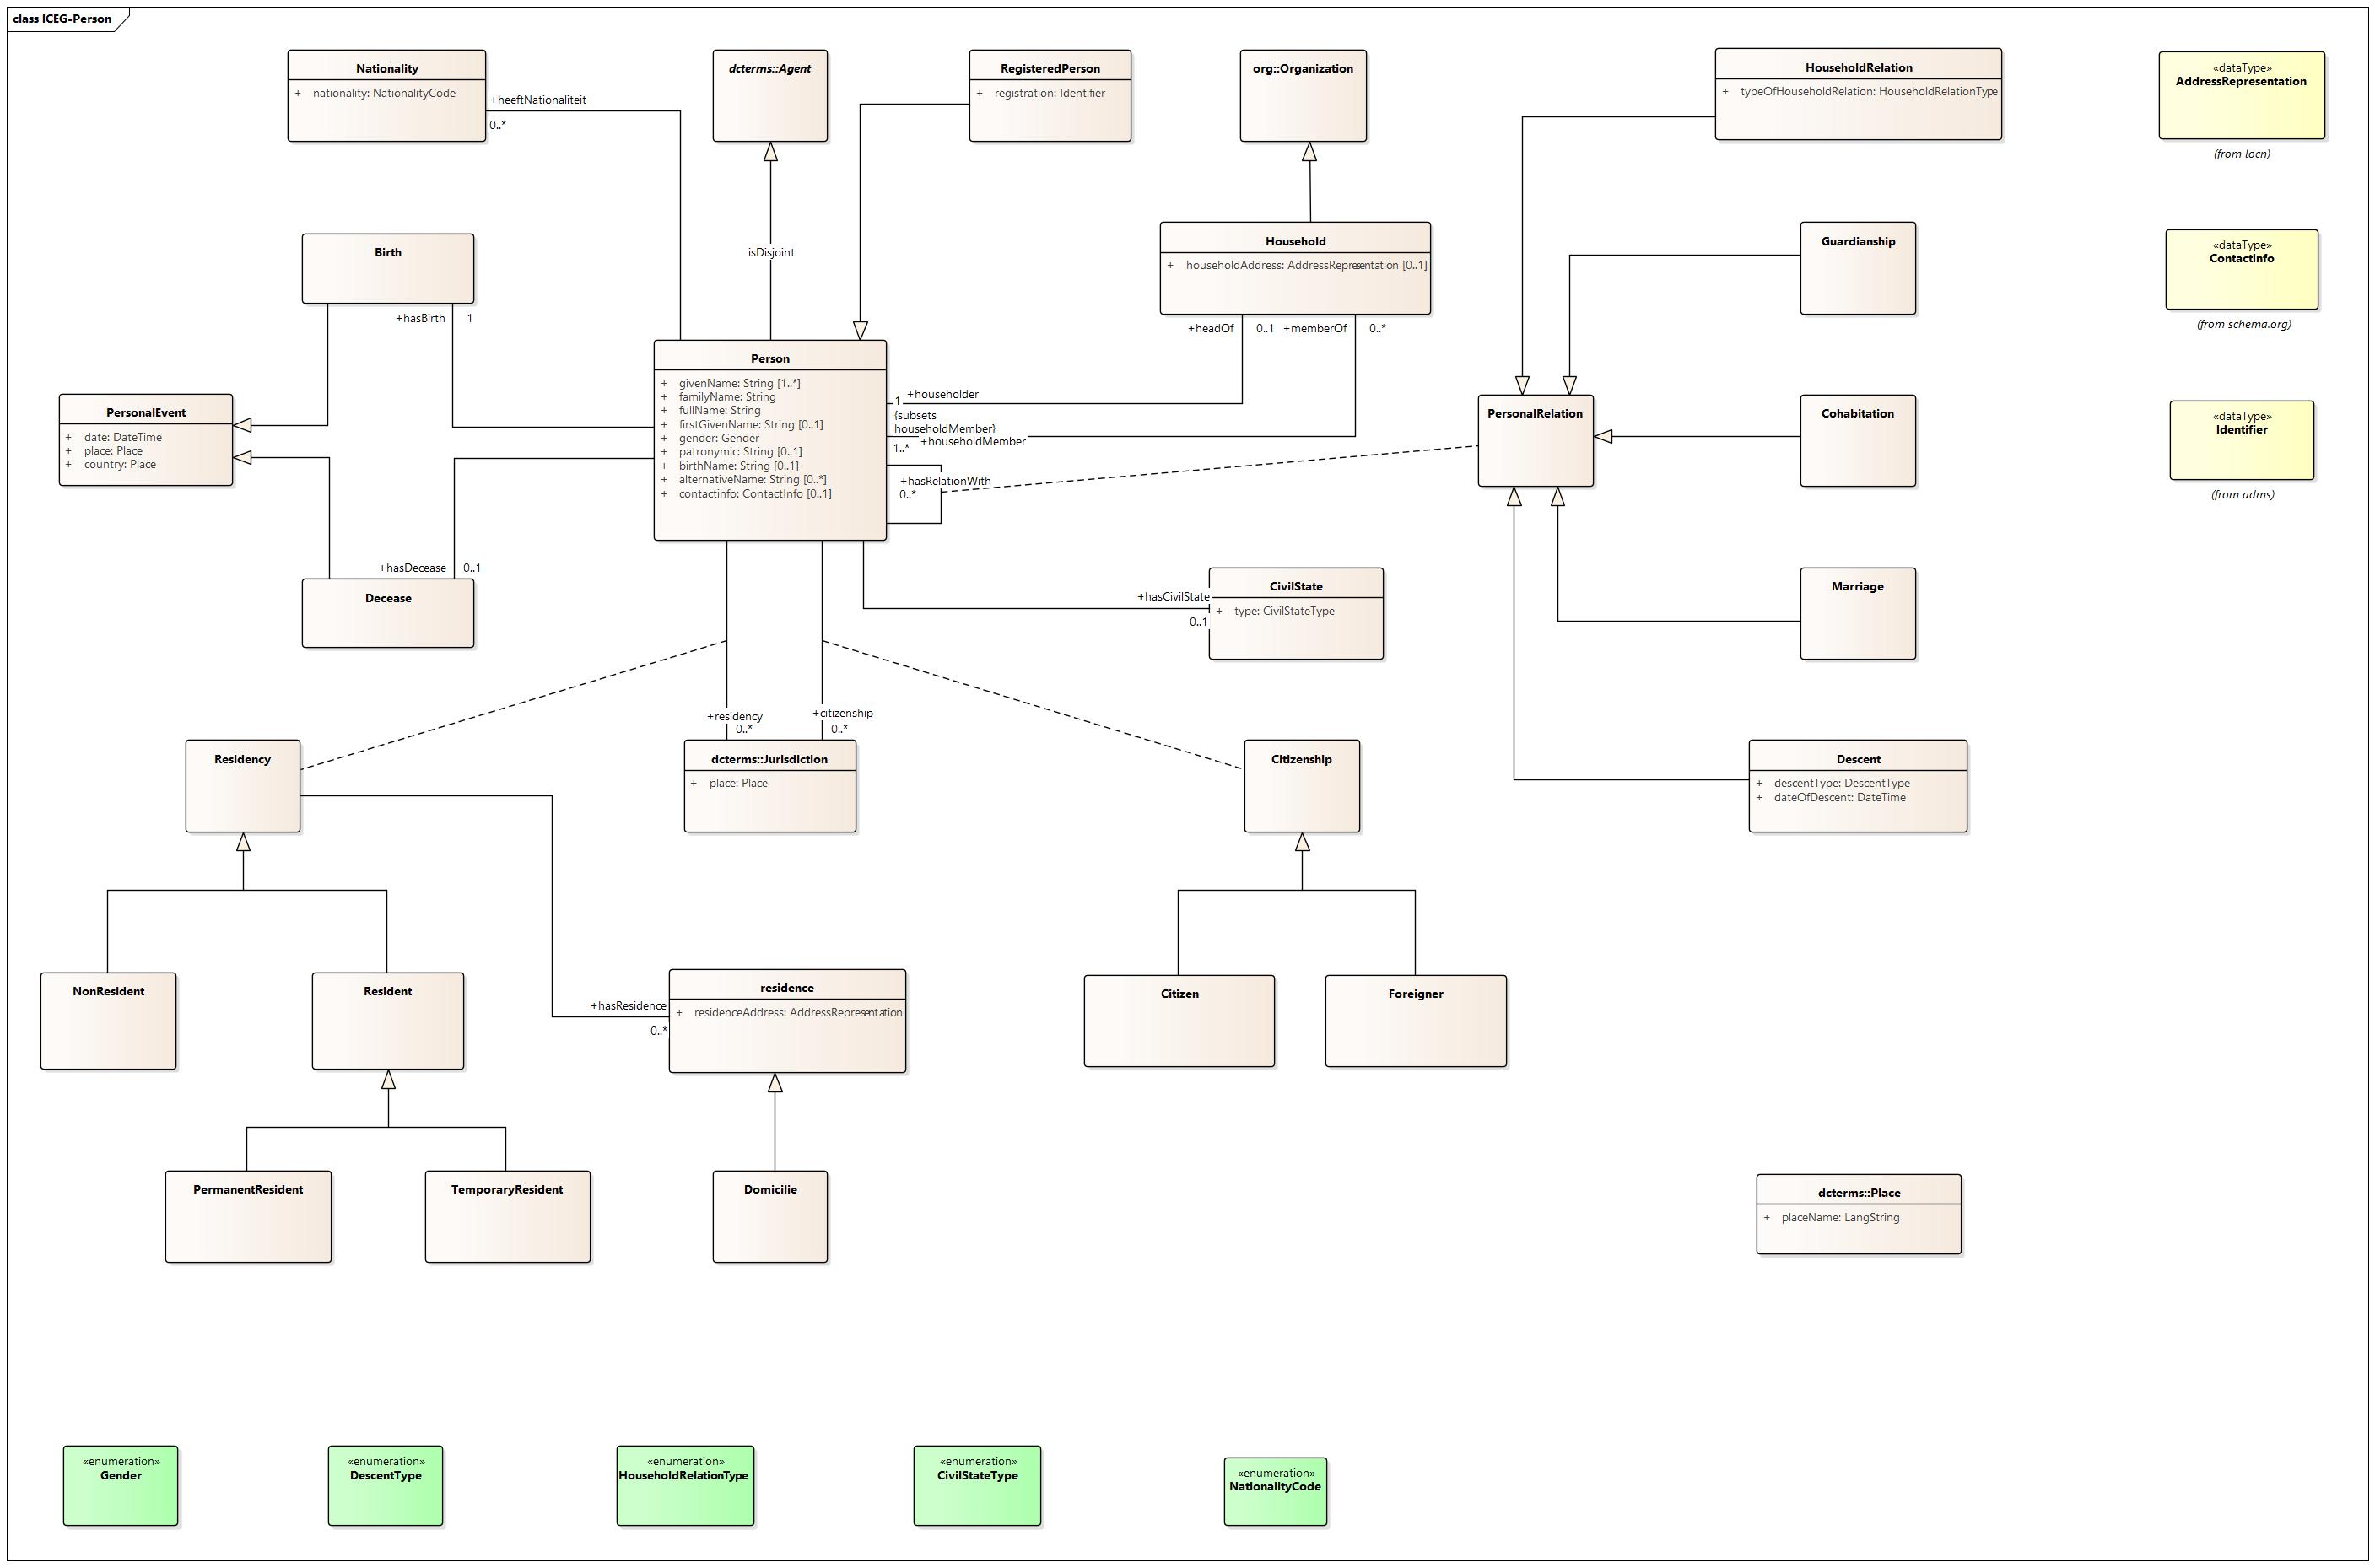 class ICEG-Person
Nationality
+ nationality: NationalityCode
+heeftNationaliteit
0..*
dcterms::Agent
RegisteredPerson
+ registration: Identifier
org::Organization
HouseholdRelation
+ typeOfHouseholdRelation: HouseholdRelationType
«dataType»
AddressRepresentation
(from locn)
Birth
+hasBirth 1
isDisjoint
Household
+ householdAddress: AddressRepresentation [0..1]
+headOf 0..1 +memberOf 0..*
Guardianship
«dataType»
ContactInfo
(from schema.org)
PersonalEvent
+ date: DateTime
+ place: Place
+ country: Place
Person
+ givenName: String [1..*]
+ familyName: String
+ fullName: String
+ firstGivenName: String [0..1]
+ gender: Gender
+ patronymic: String [0..1]
+ birthName: String [0..1]
+ alternativeName: String [0..*]
+ contactinfo: ContactInfo [0..1]
+householder
1
{subsets
householdMember}
+householdMember
1..*
+hasRelationWith
0..*
PersonalRelation
Cohabitation
«dataType»
Identifier
(from adms)
+hasDecease 0..1
Decease
+hasCivilState
0..1
CivilState
+ type: CivilStateType
Marriage
+residency
0..*
+citizenship
0..*
Residency
dcterms::Jurisdiction
+ place: Place
Citizenship
Descent
+ descentType: DescentType
+ dateOfDescent: DateTime
NonResident
Resident
+hasResidence
0..*
residence
+ residenceAddress: AddressRepresentation
Citizen
Foreigner
PermanentResident
TemporaryResident
Domicilie
dcterms::Place
+ placeName: LangString
«enumeration»
Gender
«enumeration»
DescentType
«enumeration»
HouseholdRelationType
«enumeration»
CivilStateType
«enumeration»
NationalityCode